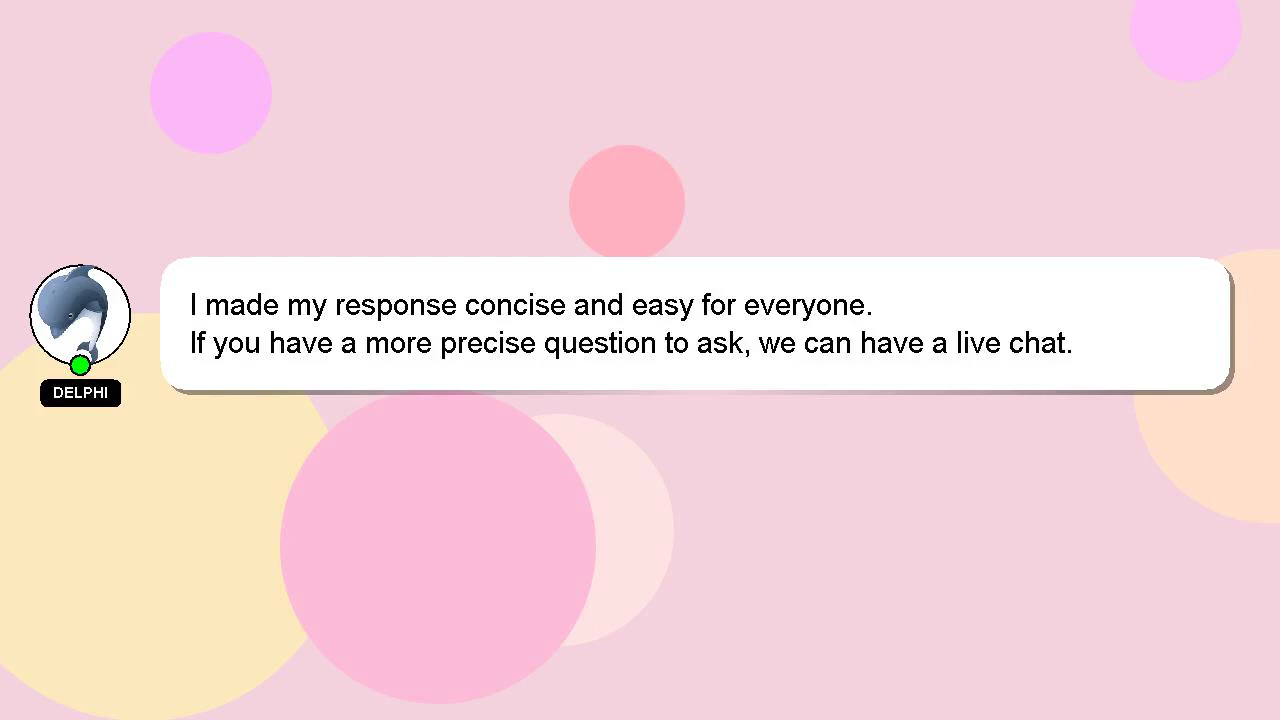 I made my response concise and easy for everyone.
If you have a more precise question to ask, we can have a live chat.
DELPHI